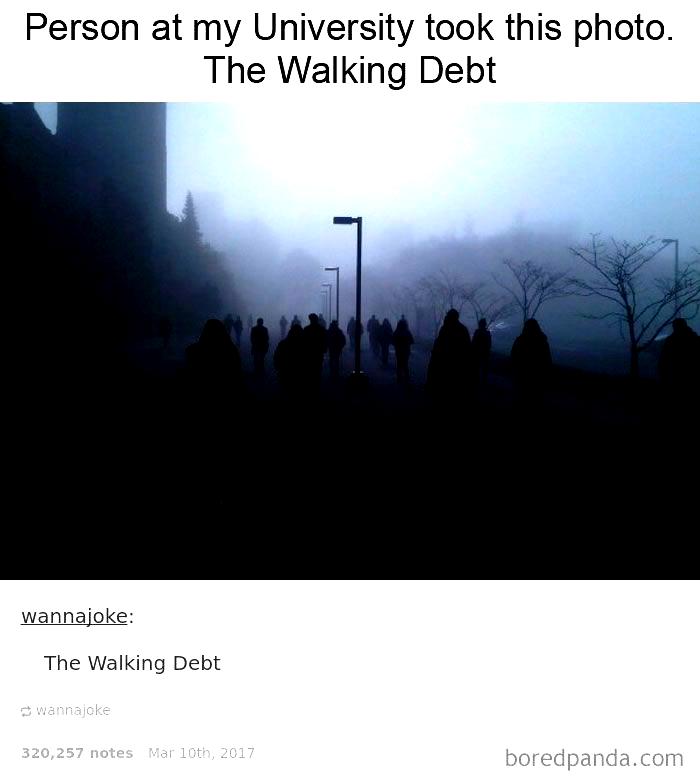 Person at my University took this photo.
The Walking Debt
wannajoke:
The Walking Debt
wannajoke
320,257 notes Mar 10th, 2017
boredpanda.com